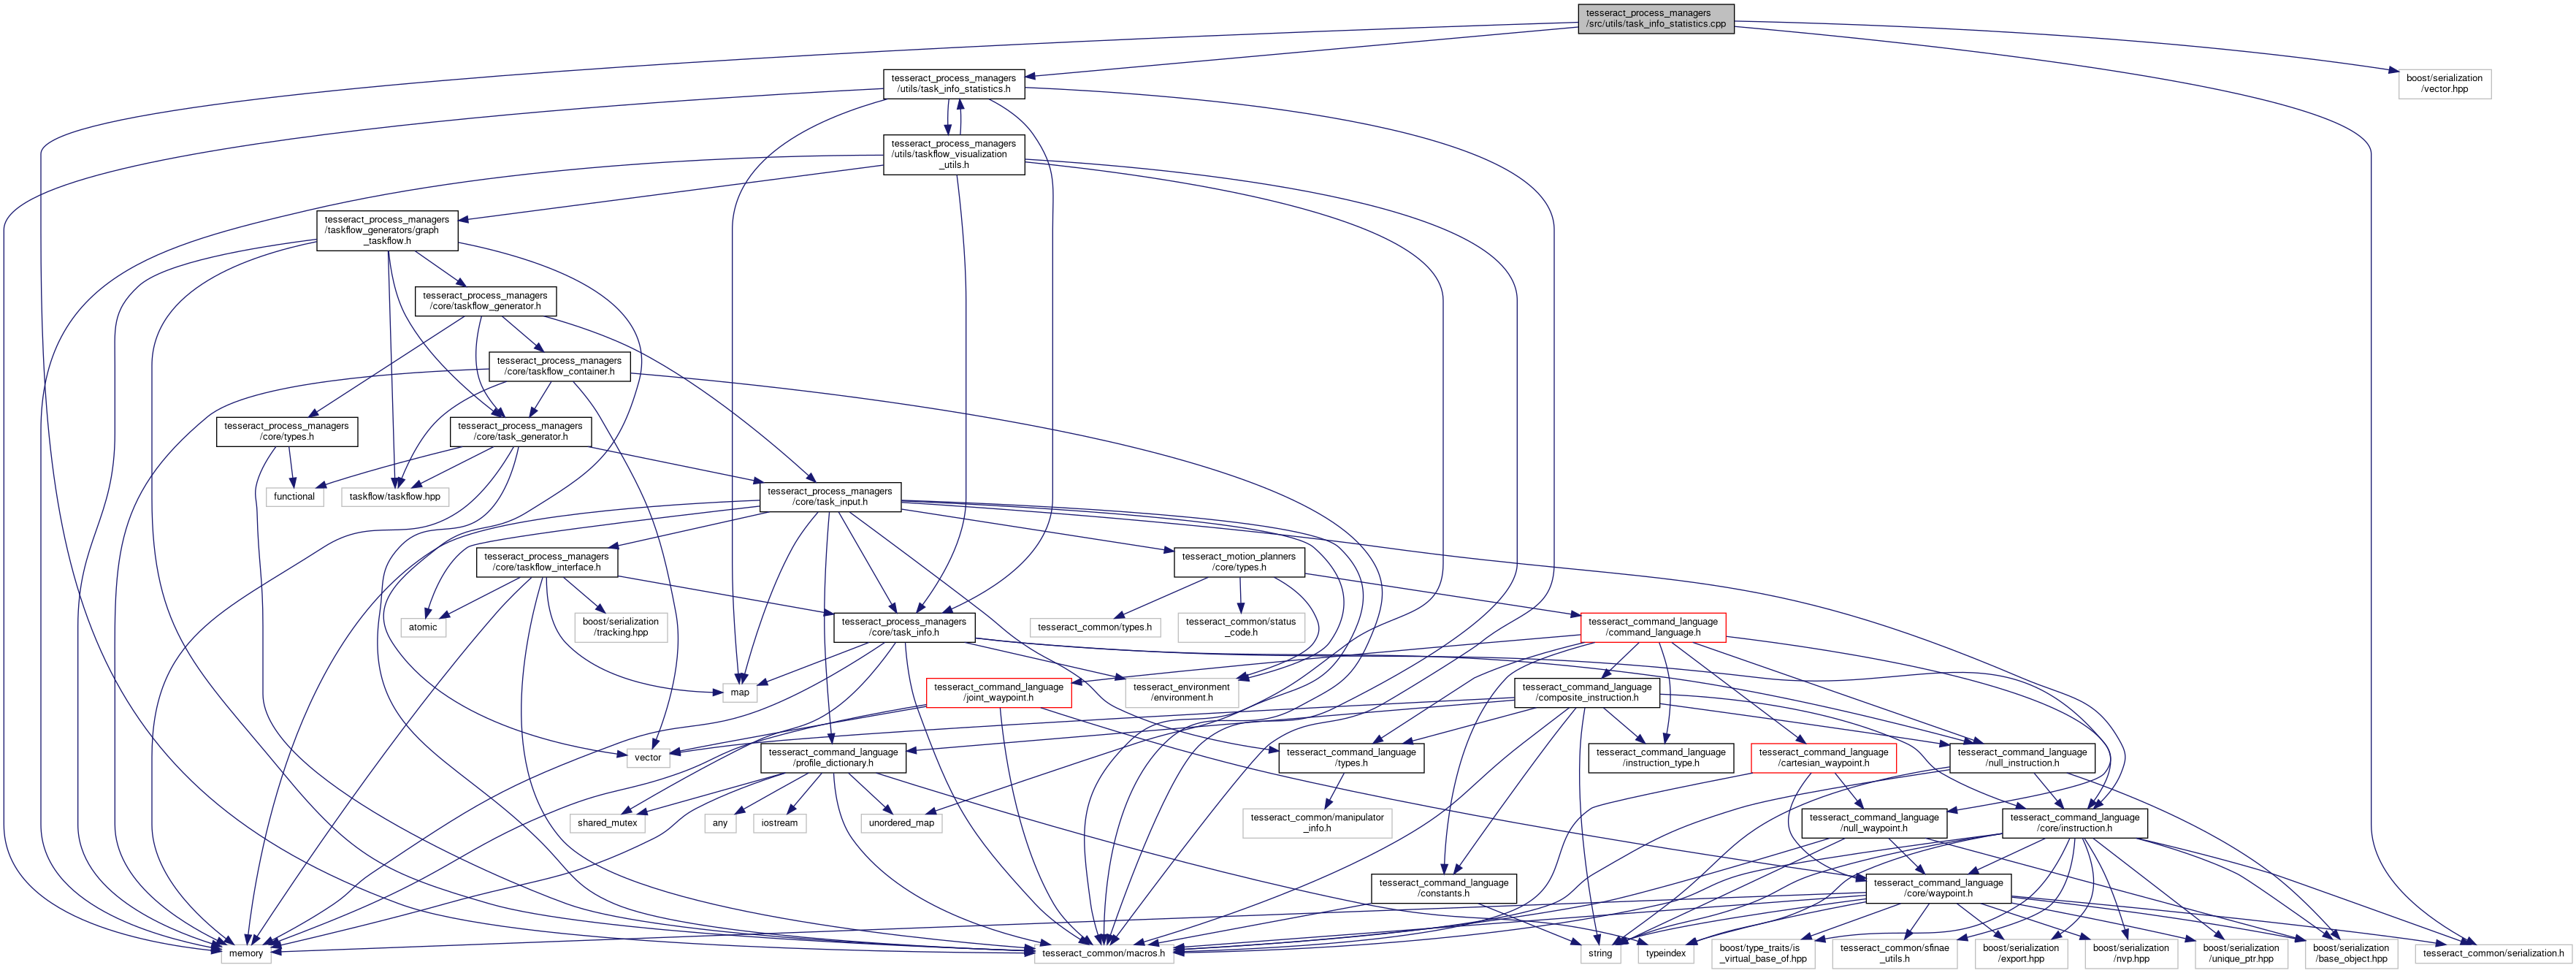 tesseract_process_managers
/src/utils/task_info_statistics.cpp
tesseract_process_managers
/utils/task_info_statistics.h
boost/serialization
/vector.hpp
tesseract_process_managers
/utils/taskflow_visualization
_utils.h
tesseract_process_managers
/taskflow_generators/graph
_taskflow.h
tesseract_process_managers
/core/taskflow_generator.h
tesseract_process_managers
/core/taskflow_container.h
tesseract_process_managers
/core/types.h
tesseract_process_managers
/core/task_generator.h
functional
taskflow/taskflow.hpp
tesseract_process_managers
/core/task_input.h
tesseract_process_managers
/core/taskflow_interface.h
tesseract_motion_planners
/core/types.h
atomic
boost/serialization
/tracking.hpp
tesseract_process_managers
/core/task_info.h
tesseract_common/types.h
tesseract_common/status
_code.h
tesseract_command_language
/command_language.h
map
tesseract_command_language
/joint_waypoint.h
tesseract_environment
/environment.h
tesseract_command_language
/composite_instruction.h
vector
tesseract_command_language
/profile_dictionary.h
tesseract_command_language
/types.h
tesseract_command_language
/instruction_type.h
tesseract_command_language
/cartesian_waypoint.h
tesseract_command_language
/null_instruction.h
shared_mutex
any
iostream
unordered_map
tesseract_common/manipulator
_info.h
tesseract_command_language
/null_waypoint.h
tesseract_command_language
/core/instruction.h
tesseract_command_language
/constants.h
tesseract_command_language
/core/waypoint.h
memory
tesseract_common/macros.h
string
typeindex
boost/type_traits/is
_virtual_base_of.hpp
tesseract_common/sfinae
_utils.h
boost/serialization
/export.hpp
boost/serialization
/nvp.hpp
boost/serialization
/unique_ptr.hpp
boost/serialization
/base_object.hpp
tesseract_common/serialization.h